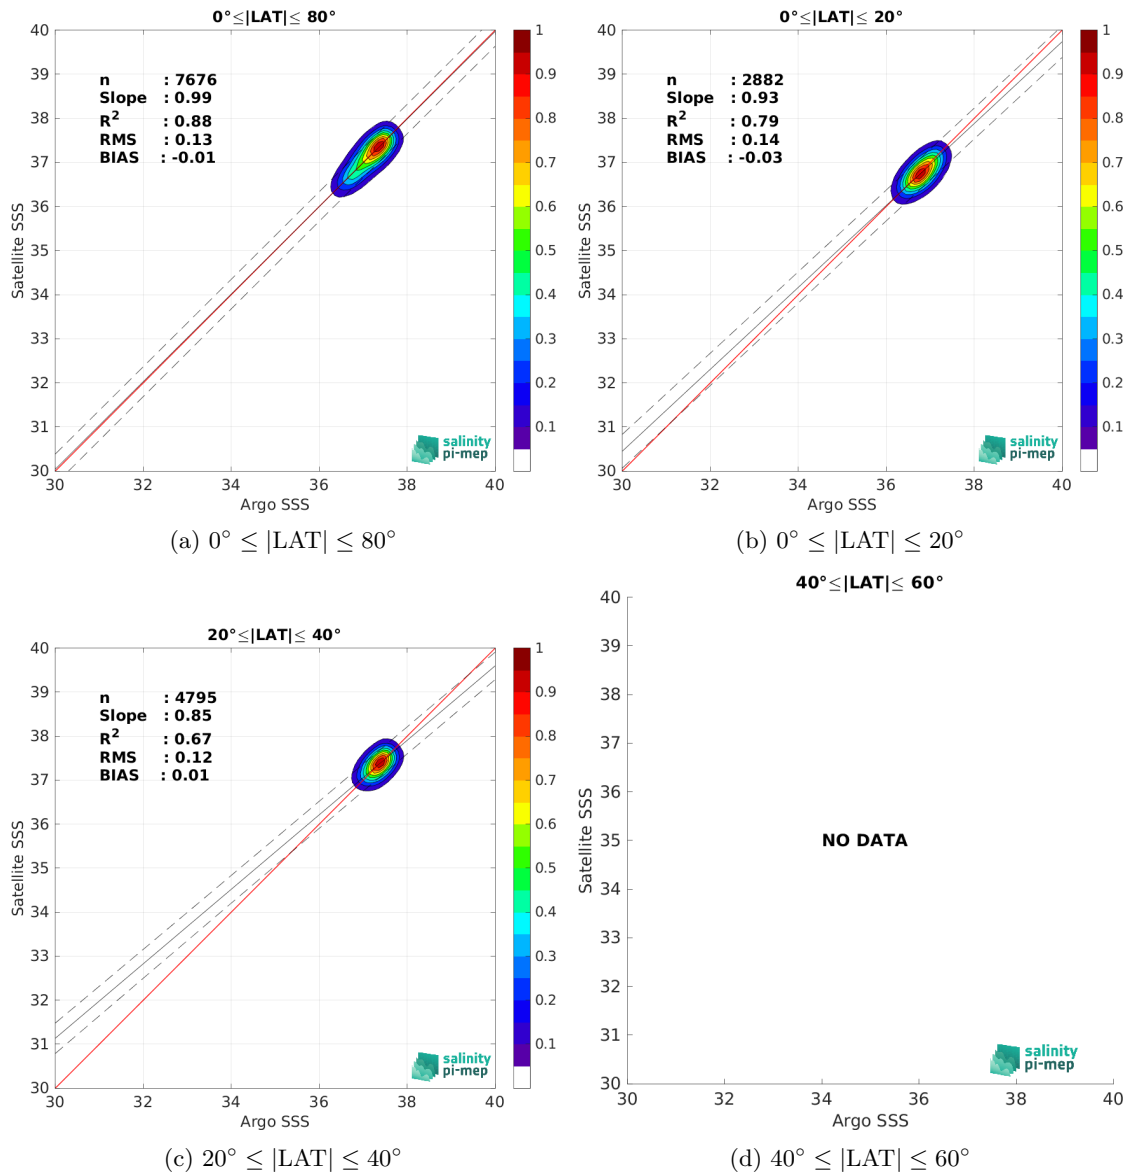 0°≤|LAT|≤ 80°
n : 7676
Slope : 0.99
R² : 0.88
RMS : 0.13
BIAS : -0.01
40
39
38
37
36
35
34
33
32
31
30
Satellite SSS
30 32 34 36 38 40
Argo SSS
1
0.9
0.8
0.7
0.6
0.5
0.4
0.3
0.2
0.1
salinity
pi-mep
(a) 0° ≤ |LAT| ≤ 80°
0°≤|LAT|≤ 20°
n : 2882
Slope : 0.93
R² : 0.79
RMS : 0.14
BIAS : -0.03
40
39
38
37
36
35
34
33
32
31
30
Satellite SSS
30 32 34 36 38 40
Argo SSS
1
0.9
0.8
0.7
0.6
0.5
0.4
0.3
0.2
0.1
salinity
pi-mep
(b) 0° ≤ |LAT| ≤ 20°
20°≤|LAT|≤ 40°
n : 4795
Slope : 0.85
R² : 0.67
RMS : 0.12
BIAS : 0.01
40
39
38
37
36
35
34
33
32
31
30
Satellite SSS
30 32 34 36 38 40
Argo SSS
1
0.9
0.8
0.7
0.6
0.5
0.4
0.3
0.2
0.1
salinity
pi-mep
(c) 20° ≤ |LAT| ≤ 40°
40°≤|LAT|≤ 60°
40
39
38
37
36
35
34
33
32
31
30
Satellite SSS
NO DATA
30 32 34 36 38 40
Argo SSS
salinity
pi-mep
(d) 40° ≤ |LAT| ≤ 60°